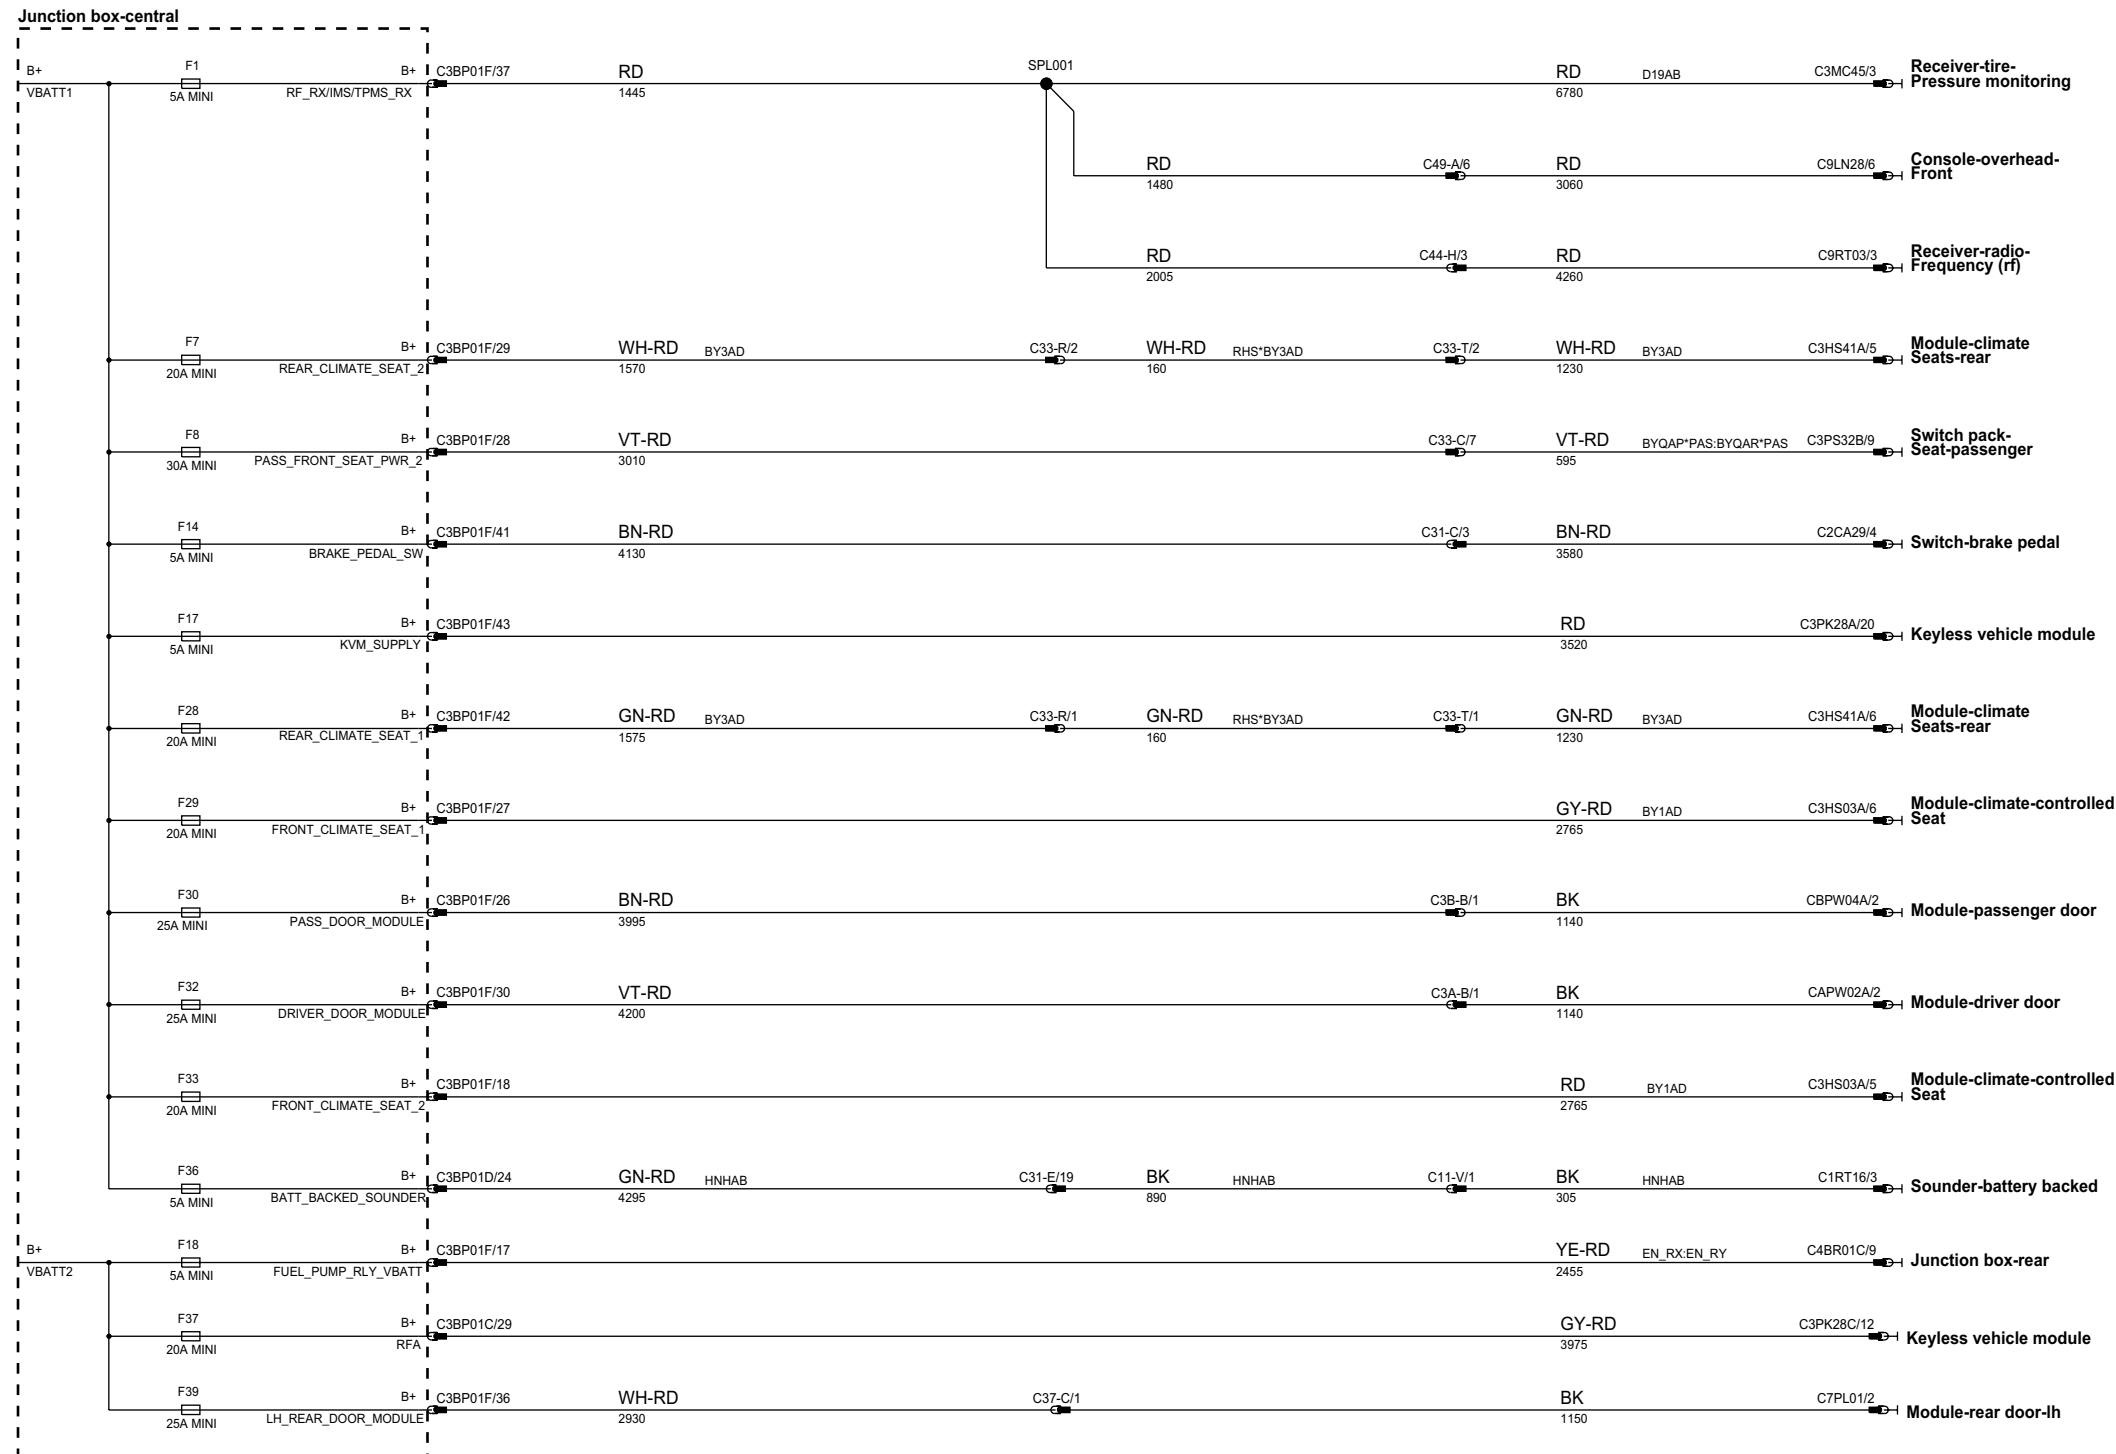 Junction box-central
B+
VBATT1
F1
5A MINI
B+
RF_RX/IMS/TPMS_RX
C3BP01F/37
RD
1445
SPL001
RD
6780
D19AB
C3MC45/3
Receiver-tire-
Pressure monitoring
RD
1480
C49-A/6
RD
3060
C9LN28/6
Console-overhead-
Front
RD
2005
C44-H/3
RD
4260
C9RT03/3
Receiver-radio-
Frequency (rf)
F7
20A MINI
B+
REAR_CLIMATE_SEAT_2
C3BP01F/29
WH-RD
1570
BY3AD
C33-R/2
WH-RD
160
RHS*BY3AD
C33-T/2
WH-RD
1230
BY3AD
C3HS41A/5
Module-climate
Seats-rear
F8
30A MINI
B+
PASS_FRONT_SEAT_PWR_2
C3BP01F/28
VT-RD
3010
C33-C/7
VT-RD
595
BYQAP*PAS:BYQAR*PAS
C3PS32B/9
Switch pack-
Seat-passenger
F14
5A MINI
B+
BRAKE_PEDAL_SW
C3BP01F/41
BN-RD
4130
C31-C/3
BN-RD
3580
C2CA29/4
Switch-brake pedal
F17
5A MINI
B+
KVM_SUPPLY
C3BP01F/43
RD
3520
C3PK28A/20
Keyless vehicle module
F28
20A MINI
B+
REAR_CLIMATE_SEAT_1
C3BP01F/42
GN-RD
1575
BY3AD
C33-R/1
GN-RD
160
RHS*BY3AD
C33-T/1
GN-RD
1230
BY3AD
C3HS41A/6
Module-climate
Seats-rear
F29
20A MINI
B+
FRONT_CLIMATE_SEAT_1
C3BP01F/27
GY-RD
2765
BY1AD
C3HS03A/6
Module-climate-controlled
Seat
F30
25A MINI
B+
PASS_DOOR_MODULE
C3BP01F/26
BN-RD
3995
C3B-B/1
BK
1140
CBPW04A/2
Module-passenger door
F32
25A MINI
B+
DRIVER_DOOR_MODULE
C3BP01F/30
VT-RD
4200
C3A-B/1
BK
1140
CAPW02A/2
Module-driver door
F33
20A MINI
B+
FRONT_CLIMATE_SEAT_2
C3BP01F/18
RD
2765
BY1AD
C3HS03A/5
Module-climate-controlled
Seat
F36
5A MINI
B+
BATT_BACKED_SOUNDER
C3BP01D/24
GN-RD
4295
HNHAB
C31-E/19
BK
890
HNHAB
C11-V/1
BK
305
HNHAB
C1RT16/3
Sounder-battery backed
B+
VBATT2
F18
5A MINI
B+
FUEL_PUMP_RLY_VBATT
C3BP01F/17
YE-RD
2455
EN_RX:EN_RY
C4BR01C/9
Junction box-rear
F37
20A MINI
B+
RFA
C3BP01C/29
GY-RD
3975
C3PK28C/12
Keyless vehicle module
F39
25A MINI
B+
LH_REAR_DOOR_MODULE
C3BP01F/36
WH-RD
2930
C37-C/1
BK
1150
C7PL01/2
Module-rear door-lh